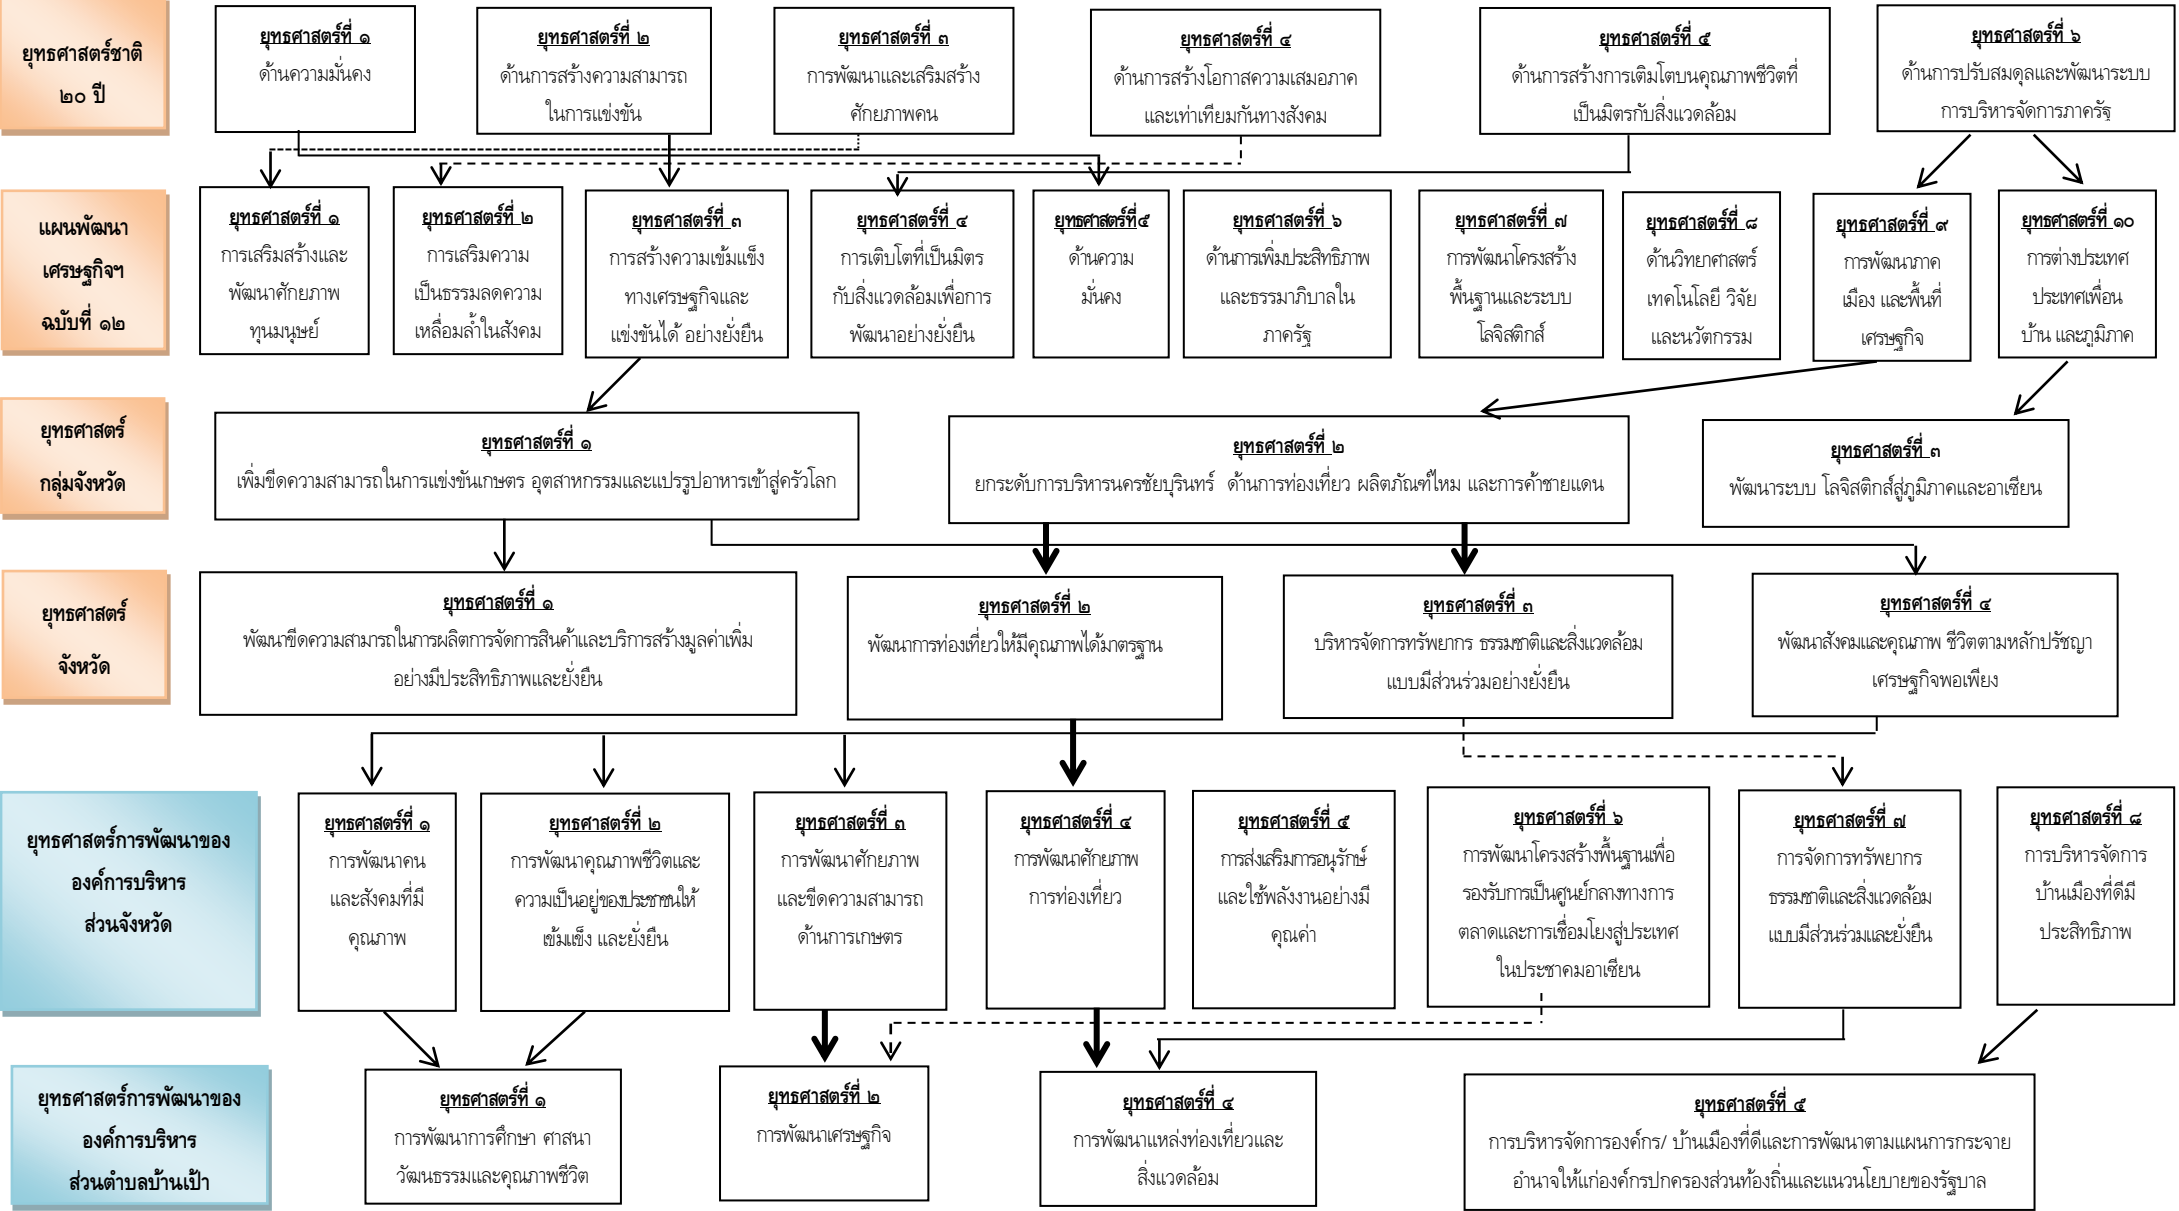 ยุทธศาสตร์ชาติ
๒๐ ปี
ยุทธศาสตร์ที่ ๑
ด้านความมั่นคง
ยุทธศาสตร์ที่ ๒
ด้านการสร้างความสามารถ
ในการแข่งขัน
ยุทธศาสตร์ที่ ๓
การพัฒนาและเสริมสร้าง
ศักยภาพคน
ยุทธศาสตร์ที่ ๔
ด้านการสร้างโอกาสความเสมอภาค
และเท่าเทียมกันทางสังคม
ยุทธศาสตร์ที่ ๕
ด้านการสร้างการเติมโตบนคุณภาพชีวิตที่
เป็นมิตรกับสิ่งแวดล้อม
ยุทธศาสตร์ที่ ๖
ด้านการปรับสมดุลและพัฒนาระบบ
การบริหารจัดการภาครัฐ
แผนพัฒนา
เศรษฐกิจฯ
ฉบับที่ ๑๒
ยุทธศาสตร์ที่ ๑
การเสริมสร้างและ
พัฒนาศักยภาพ
ทุนมนุษย์
ยุทธศาสตร์ที่ ๒
การเสริมความ
เป็นธรรมลดความ
เหลื่อมล้ำในสังคม
ยุทธศาสตร์ที่ ๓
การสร้างความเข้มแข็ง
ทางเศรษฐกิจและ
แข่งขันได้ อย่างยั่งยืน
ยุทธศาสตร์ที่ ๔
การเติบโตที่เป็นมิตร
กับสิ่งแวดล้อมเพื่อการ
พัฒนาอย่างยั่งยืน
ยุทธศาสตร์ที่๕
ด้านความ
มั่นคง
ยุทธศาสตร์ที่ ๖
ด้านการเพิ่มประสิทธิภาพ
และธรรมาภิบาลใน
ภาครัฐ
ยุทธศาสตร์ที่ ๗
การพัฒนาโครงสร้าง
พื้นฐานและระบบ
โลจิสติกส์
ยุทธศาสตร์ที่ ๘
ด้านวิทยาศาสตร์
เทคโนโลยี วิจัย
และนวัตกรรม
ยุทธศาสตร์ที่ ๙
การพัฒนาภาค
เมือง และพื้นที่
เศรษฐกิจ
ยุทธศาสตร์ที่ ๑๐
การต่างประเทศ
ประเทศเพื่อน
บ้าน และภูมิภาค
ยุทธศาสตร์
กลุ่มจังหวัด
ยุทธศาสตร์ที่ ๑
เพิ่มขีดความสามารถในการแข่งขันเกษตร อุตสาหกรรมและแปรรูปอาหารเข้าสู่ครัวโลก
ยุทธศาสตร์ที่ ๒
ยกระดับการบริหารนครชัยบุรินทร์ ด้านการท่องเที่ยว ผลิตภัณฑ์ไหม และการค้าชายแดน
ยุทธศาสตร์ที่ ๓
พัฒนาระบบ โลจิสติกส์สู่ภูมิภาคและอาเซียน
ยุทธศาสตร์
จังหวัด
ยุทธศาสตร์ที่ ๑
พัฒนาขีดความสามารถในการผลิตการจัดการสินค้าและบริการสร้างมูลค่าเพิ่ม
อย่างมีประสิทธิภาพและยั่งยืน
ยุทธศาสตร์ที่ ๒
พัฒนาการท่องเที่ยวให้มีคุณภาพได้มาตรฐาน
ยุทธศาสตร์ที่ ๓
บริหารจัดการทรัพยากร ธรรมชาติและสิ่งแวดล้อม
แบบมีส่วนร่วมอย่างยั่งยืน
ยุทธศาสตร์ที่ ๔
พัฒนาสังคมและคุณภาพ ชีวิตตามหลักปรัชญา
เศรษฐกิจพอเพียง
ยุทธศาสตร์การพัฒนาของ
องค์การบริหาร
ส่วนจังหวัด
ยุทธศาสตร์ที่ ๑
การพัฒนาคน
และสังคมที่มี
คุณภาพ
ยุทธศาสตร์ที่ ๒
การพัฒนาคุณภาพชีวิตและ
ความเป็นอยู่ของประชาชนให้
เข้มแข็ง และยั่งยืน
ยุทธศาสตร์ที่ ๓
การพัฒนาศักยภาพ
และขีดความสามารถ
ด้านการเกษตร
ยุทธศาสตร์ที่ ๔
การพัฒนาศักยภาพ
การท่องเที่ยว
ยุทธศาสตร์ที่ ๕
การส่งเสริมการอนุรักษ์
และใช้พลังงานอย่างมี
คุณค่า
ยุทธศาสตร์ที่ ๖
การพัฒนาโครงสร้างพื้นฐานเพื่อ
รองรับการเป็นศูนย์กลางทางการ
ตลาดและการเชื่อมโยงสู่ประเทศ
ในประชาคมอาเซียน
ยุทธศาสตร์ที่ ๗
การจัดการทรัพยากร
ธรรมชาติและสิ่งแวดล้อม
แบบมีส่วนร่วมและยั่งยืน
ยุทธศาสตร์ที่ ๘
การบริหารจัดการ
บ้านเมืองที่ดีมี
ประสิทธิภาพ
ยุทธศาสตร์การพัฒนาของ
องค์การบริหาร
ส่วนตำบลบ้านเป้า
ยุทธศาสตร์ที่ ๑
การพัฒนาการศึกษา ศาสนา
วัฒนธรรมและคุณภาพชีวิต
ยุทธศาสตร์ที่ ๒
การพัฒนาเศรษฐกิจ
ยุทธศาสตร์ที่ ๔
การพัฒนาแหล่งท่องเที่ยวและ
สิ่งแวดล้อม
ยุทธศาสตร์ที่ ๕
การบริหารจัดการองค์กร/ บ้านเมืองที่ดีและการพัฒนาตามแผนการกระจาย
อำนาจให้แก่องค์กรปกครองส่วนท้องถิ่นและแนวนโยบายของรัฐบาล